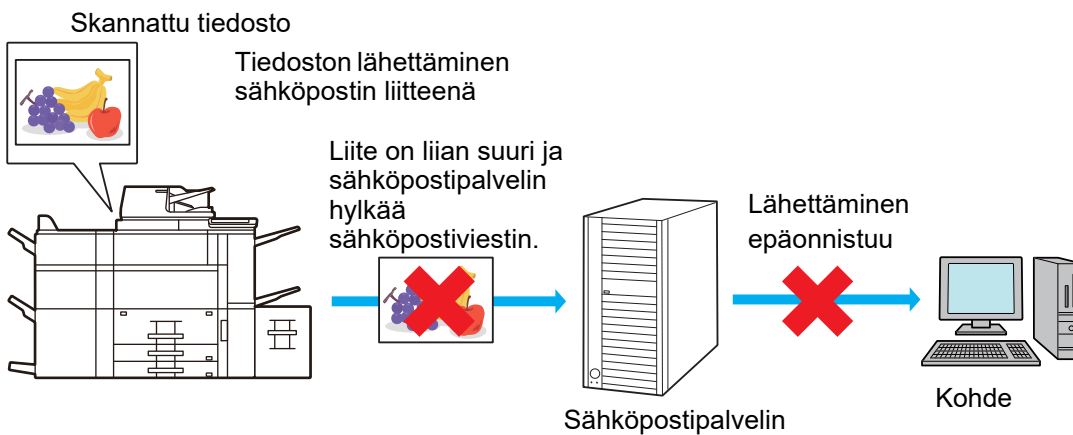 Skannattu tiedosto
Tiedoston lähettäminen
sähköpostin liitteenä
Liite on liian suuri ja
sähköpostipalvelin
hylkää
sähköpostiviestin.
Lähettäminen
epäonnistuu
Sähköpostipalvelin
Kohde